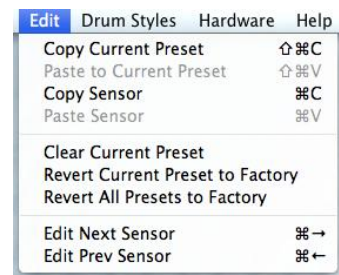 Edit Drum Styles Hardware Help
Copy Current Preset ⇧⌘C
Paste to Current Preset ⇧⌘V
Copy Sensor ⌘C
Paste Sensor ⌘V
Clear Current Preset
Revert Current Preset to Factory
Revert All Presets to Factory
Edit Next Sensor ⌘→
Edit Prev Sensor ⌘←